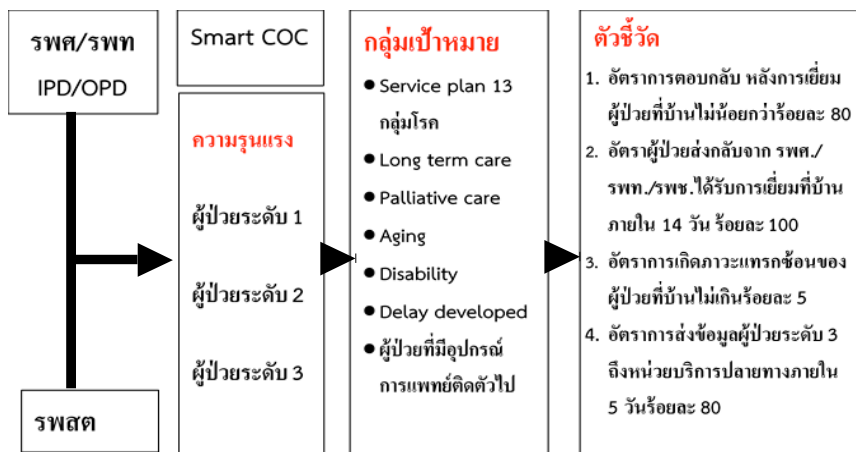 รพศ/รพท
IPD/OPD
รพสต
Smart COC
ความรุนแรง
ผู้ป่วยระดับ 1
ผู้ป่วยระดับ 2
ผู้ป่วยระดับ 3
กลุ่มเป้าหมาย
● Service plan 13
กลุ่มโรค
● Long term care
● Palliative care
● Aging
● Disability
● Delay developed
● ผู้ป่วยที่มีอุปกรณ์
การแพทย์ติดตัวไป
ตัวชี้วัด
1. อัตราการตอบกลับ หลังการเยี่ยม
ผู้ป่วยที่บ้านไม่น้อยกว่าร้อยละ 80
2. อัตราผู้ป่วยส่งกลับจาก รพศ./
รพท./รพช.ได้รับการเยี่ยมที่บ้าน
ภายใน 14 วัน ร้อยละ 100
3. อัตราการเกิดภาวะแทรกซ้อนของ
ผู้ป่วยที่บ้านไม่เกินร้อยละ 5
4. อัตราการส่งข้อมูลผู้ป่วยระดับ 3
ถึงหน่วยบริการปลายทางภายใน
5 วันร้อยละ 80